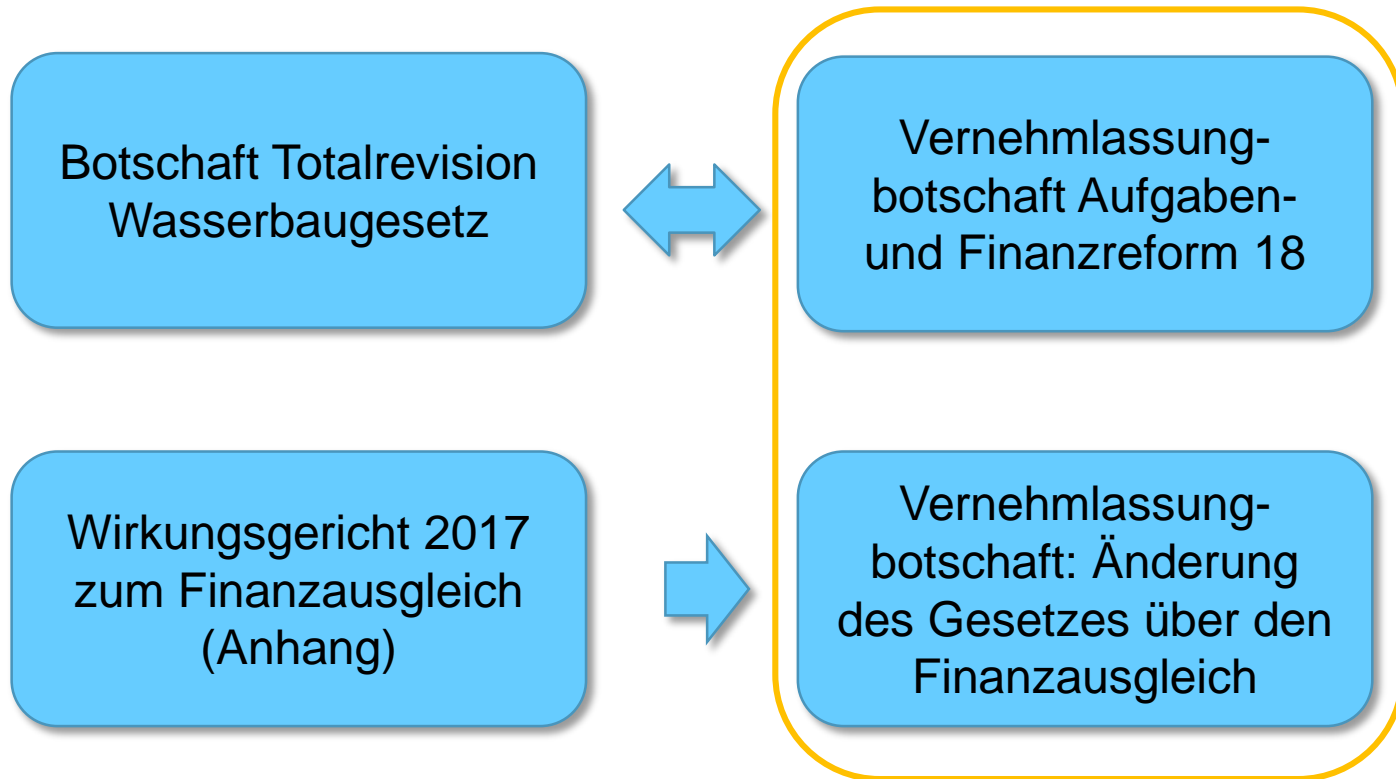 Botschaft Totalrevision
Wasserbaugesetz
Vernehmlassung-
botschaft Aufgaben-
und Finanzreform 18
Wirkungsgericht 2017
zum Finanzausgleich
(Anhang)
Vernehmlassung-
botschaft: Änderung
des Gesetzes über den
Finanzausgleich